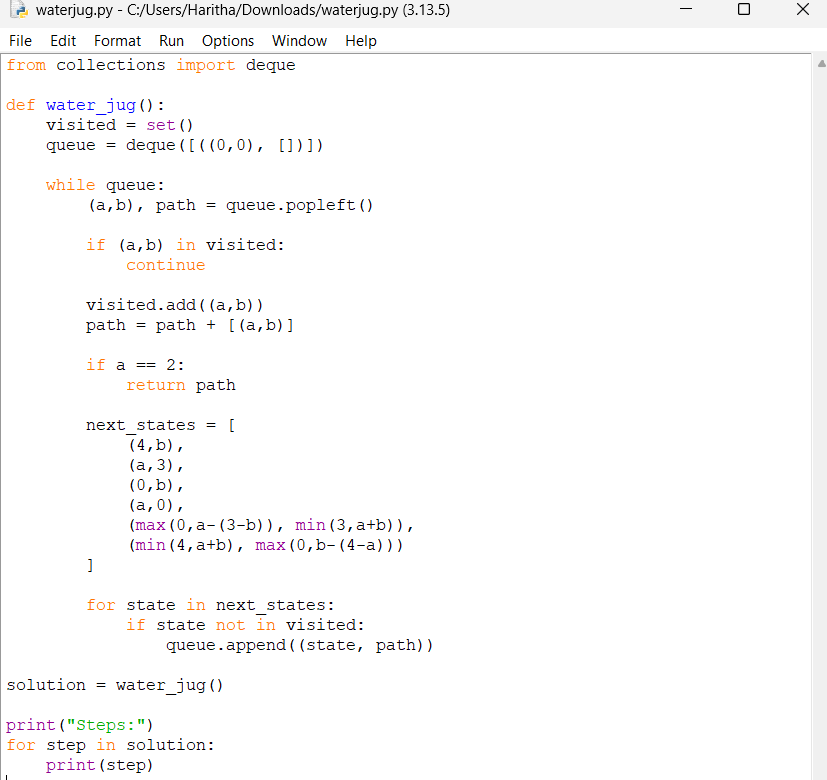 waterjug.py - C:/Users/Haritha/Downloads/waterjug.py (3.13.5)
File Edit Format Run Options Window Help
from collections import deque

def water_jug():
    visited = set()
    queue = deque([((0,0), [])])

    while queue:
        (a,b), path = queue.popleft()

        if (a,b) in visited:
            continue

        visited.add((a,b))
        path = path + [(a,b)]

        if a == 2:
            return path

        next_states = [
            (4,b),
            (a,3),
            (0,b),
            (a,0),
            (max(0,a-(3-b)), min(3,a+b)),
            (min(4,a+b), max(0,b-(4-a)))
        ]

        for state in next_states:
            if state not in visited:
                queue.append((state, path))

solution = water_jug()

print("Steps:")
for step in solution:
    print(step)